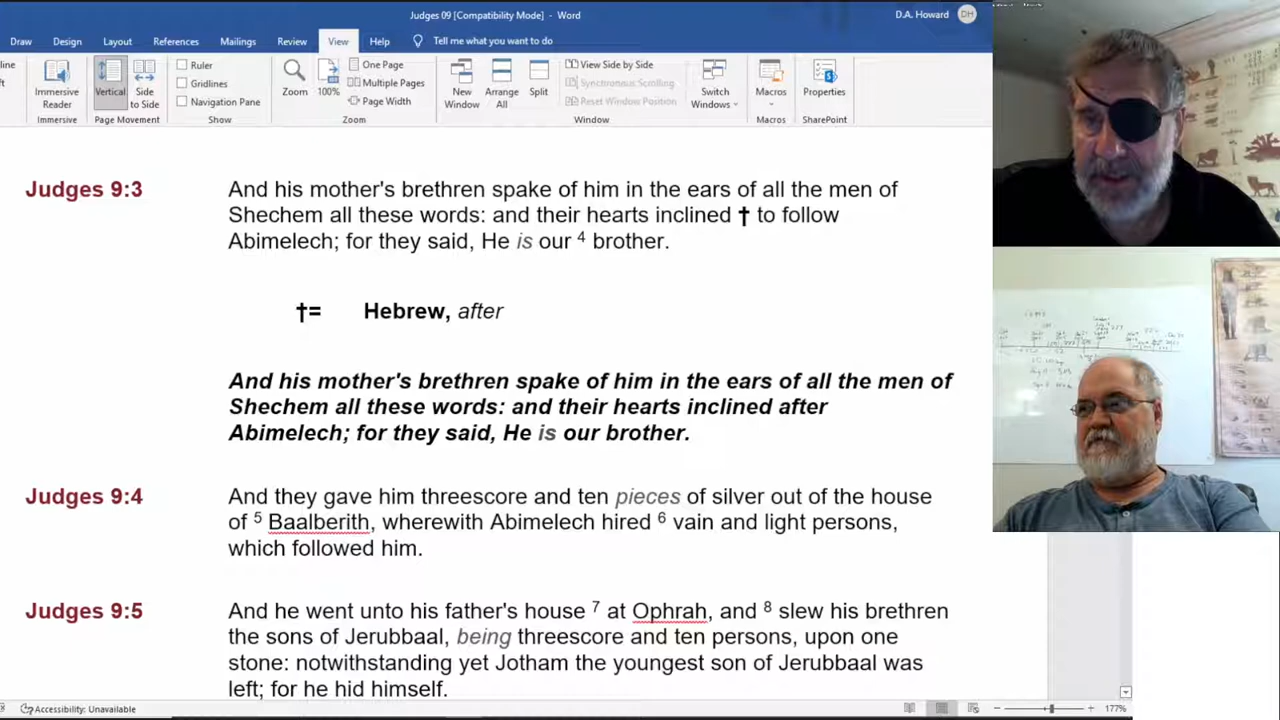 Judges 09 [Compatibility Mode] - Word
D.A. Howard DH
Draw Design Layout References Mailings Review View Help Tell me what you want to do
Immersive Reader
Immersive
Vertical
Side to Side
Page Movement
Ruler
Gridlines
Navigation Pane
Show
Zoom
100%
One Page
Multiple Pages
Page Width
Zoom
New Window
Arrange All
Split
View Side by Side
Synchronous Scrolling
Reset Window Position
Window
Switch Windows
Macros
Macros
Properties
SharePoint
Judges 9:3 And his mother's brethren spake of him in the ears of all the men of
Shechem all these words: and their hearts inclined † to follow
Abimelech; for they said, He is our 4 brother.
†= Hebrew, after
And his mother's brethren spake of him in the ears of all the men of
Shechem all these words: and their hearts inclined after
Abimelech; for they said, He is our brother.
Judges 9:4 And they gave him threescore and ten pieces of silver out of the house
of 5 Baalberith, wherewith Abimelech hired 6 vain and light persons,
which followed him.
Judges 9:5 And he went unto his father's house 7 at Ophrah, and 8 slew his brethren
the sons of Jerubbaal, being threescore and ten persons, upon one
stone: notwithstanding yet Jotham the youngest son of Jerubbaal was
left; for he hid himself.
Accessibility: Unavailable
177%